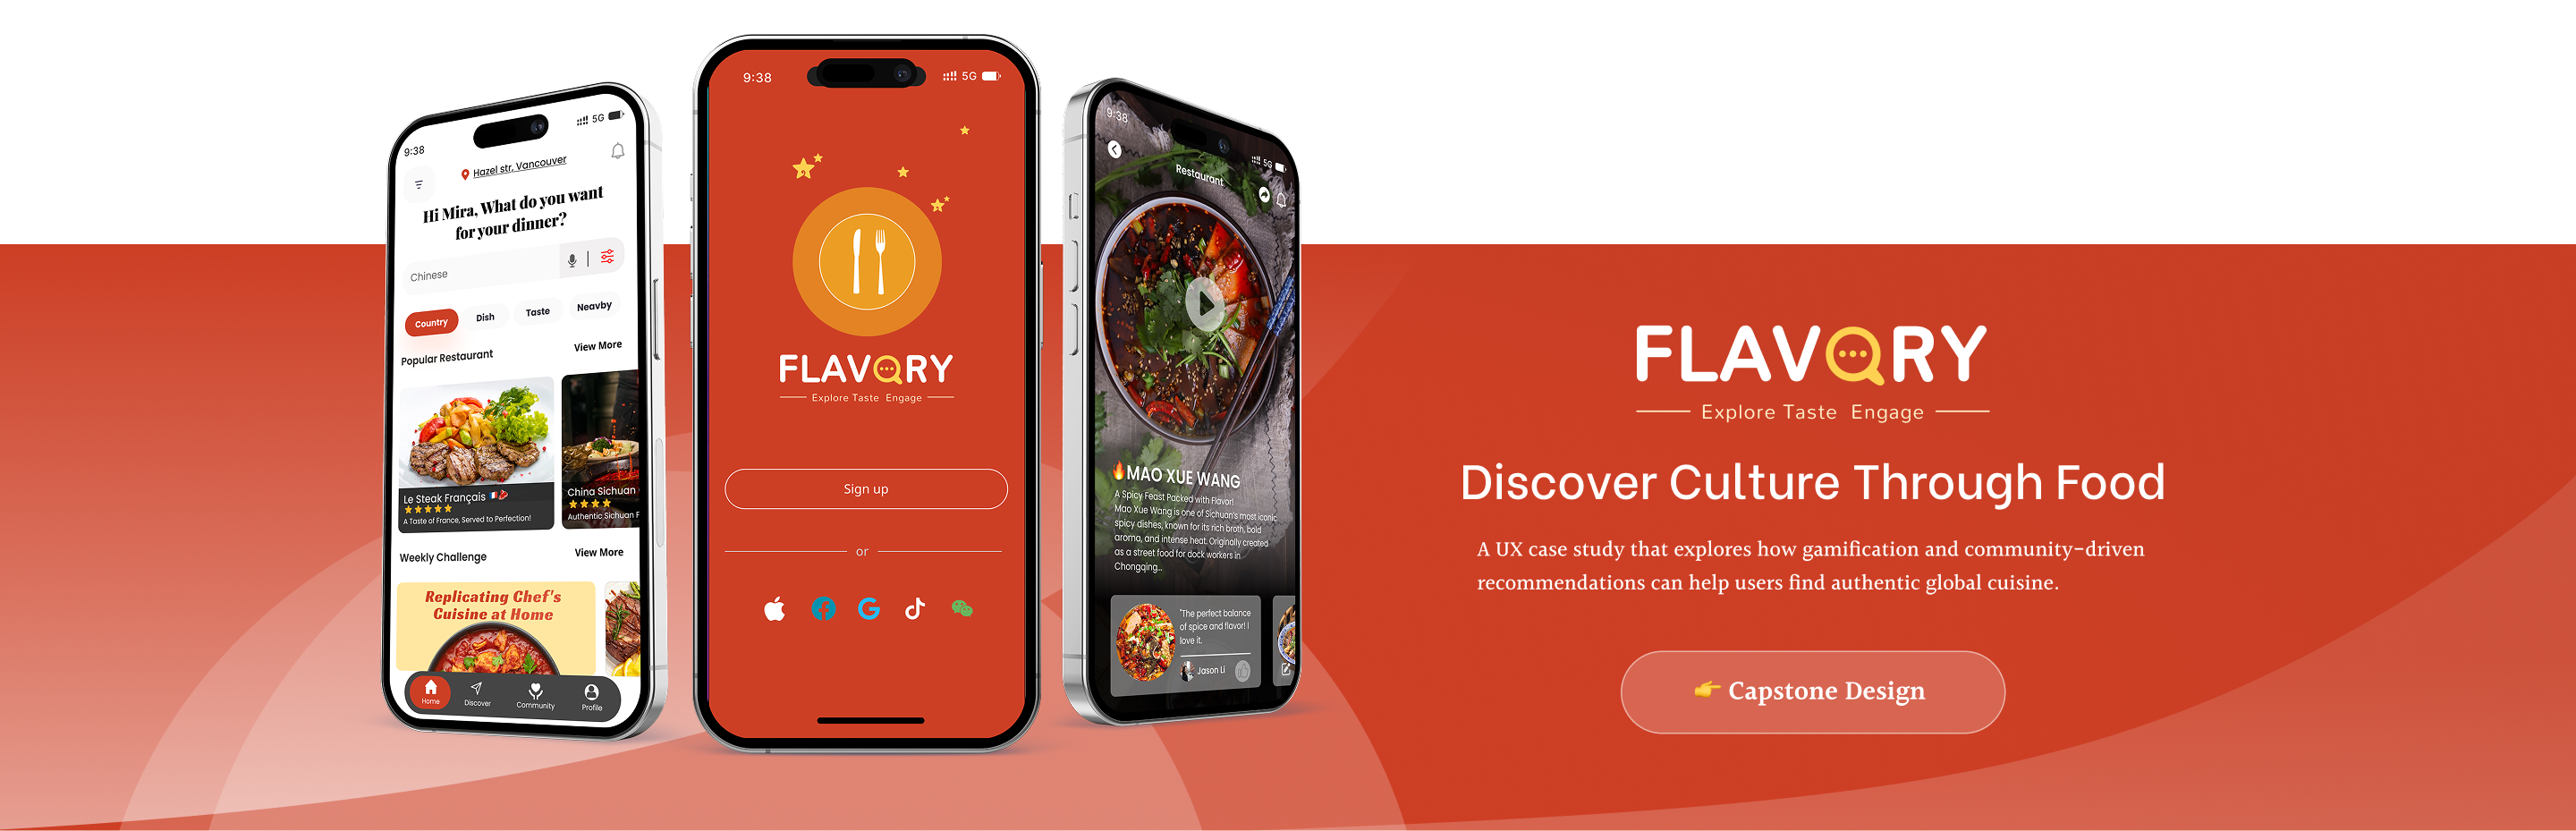 9:38
5G
Hazel str, Vancouver
Hi Mira, What do you want
for your dinner?
Chinese
Country
Dish
Taste
Neavby
Popular Restaurant
View More
Le Steak Français
A Taste of France, Served to Perfection!
China Sichuan
Authentic Sichuan F
Weekly Challenge
View More
Replicating Chef's
Cuisine at Home
Home
Discover
Community
Profile
9:38
5G
FLAVORY
Explore Taste Engage
Sign up
or
9:38
5G
Restaurant
🔥MAO XUE WANG
A Spicy Feast Packed with Flavor!
Mao Xue Wang is one of Sichuan's most iconic
spicy dishes, known for its rich broth, bold
aroma, and intense heat. Originally created
as a street food for dock workers in
Chongqing...
"The perfect balance
of spice and flavor! I
love it.
Jason Li
FLAVORY
Explore Taste Engage
Discover Culture Through Food
A UX case study that explores how gamification and community-driven
recommendations can help users find authentic global cuisine.
👉 Capstone Design